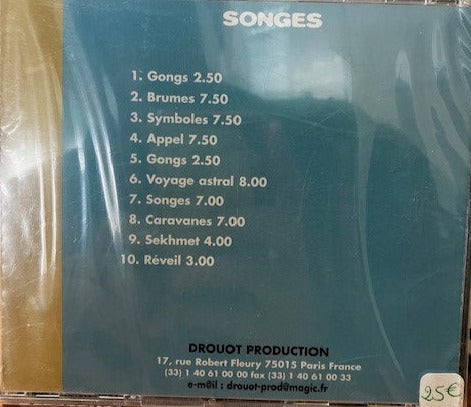 SONGES
1. Gongs 2.50
2. Brumes 7.50
3. Symboles 7.50
4. Appel 7.50
5. Gongs 2.50
6. Voyage astral 8.00
7. Songes 7.00
8. Caravanes 7.00
9. Sekhmet 4.00
10. Réveil 3.00
DROUOT PRODUCTION
17, rue Robert Fleury 75015 Paris France
(33) 1 40 61 00 00 fax (33) 1 40 61 00 33
e-m@il : drouot-prod@magic.fr
25€